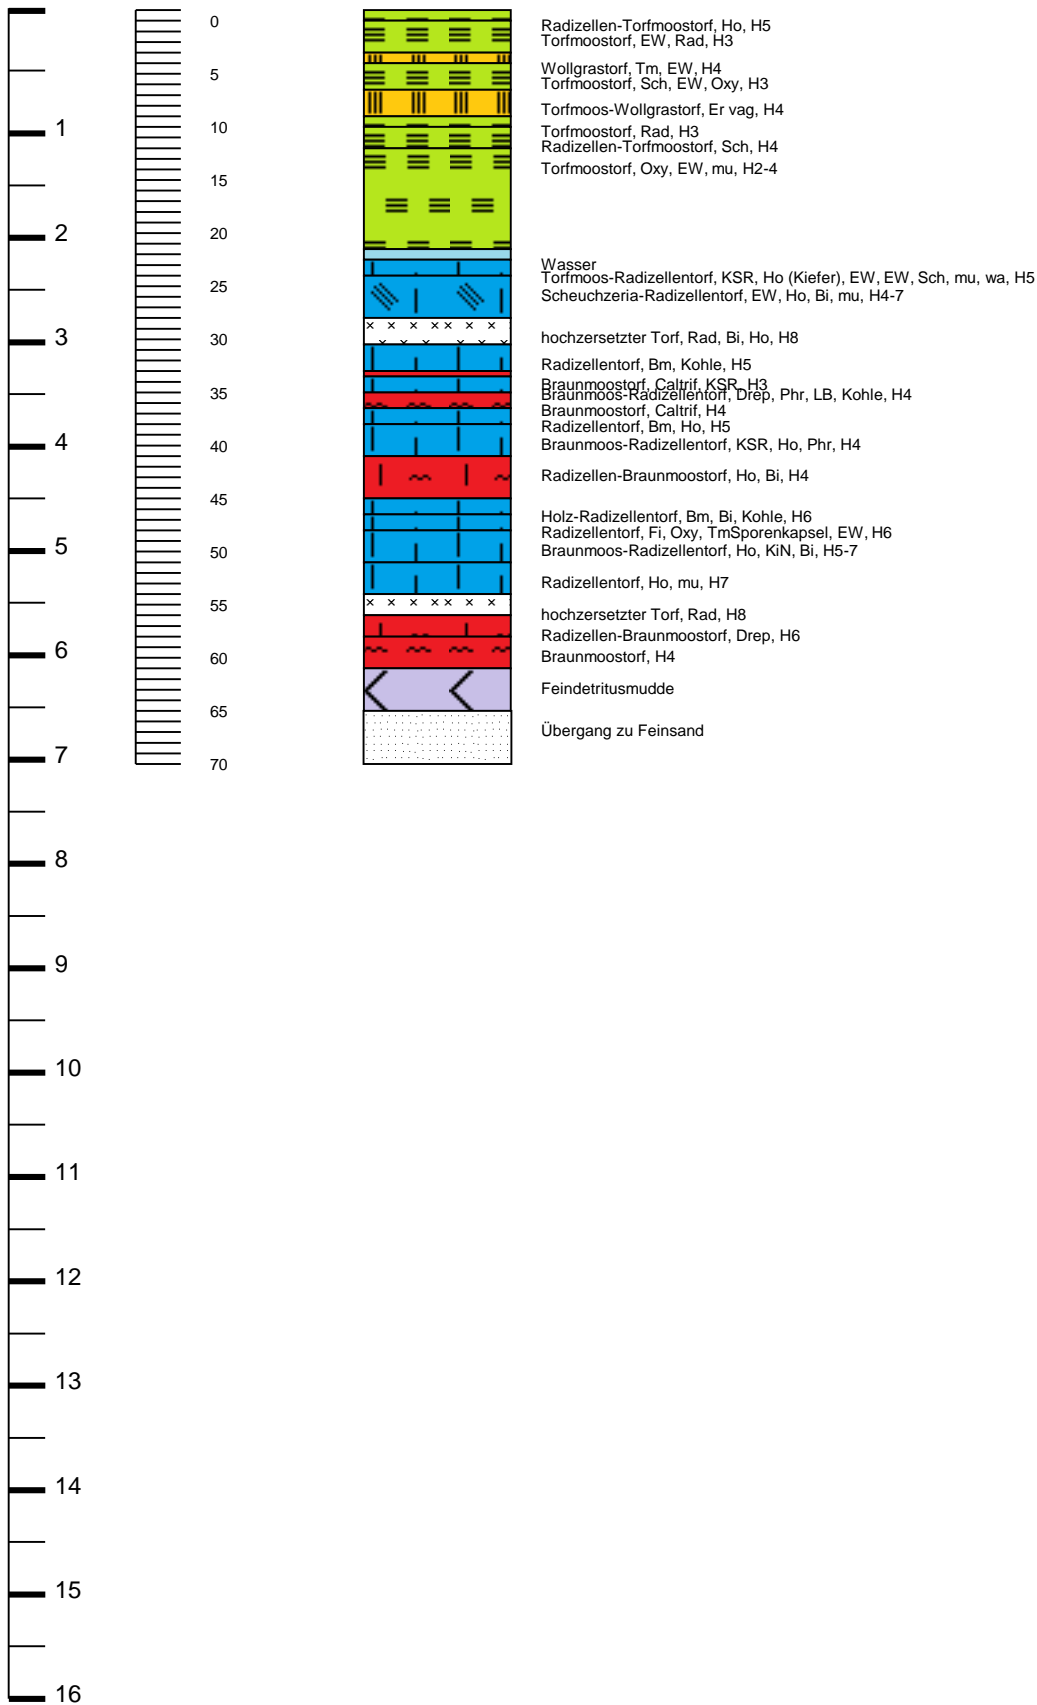 0
5
10
15
20
25
30
35
40
45
50
55
60
65
70
1
2
3
4
5
6
7
8
9
10
11
12
13
14
15
16
Radizellen-Torfmoostorf, Ho, H5
Torfmoostorf, EW, Rad, H3
Wollgrastorf, Tm, EW, H4
Torfmoostorf, Sch, EW, Oxy, H3
Torfmoos-Wollgrastorf, Er vag, H4
Torfmoostorf, Rad, H3
Radizellen-Torfmoostorf, Sch, H4
Torfmoostorf, Oxy, EW, mu, H2-4
Wasser
Torfmoos-Radizellentorf, KSR, Ho (Kiefer), EW, EW, Sch, mu, wa, H5
Scheuchzeria-Radizellentorf, EW, Ho, Bi, mu, H4-7
hochzersetzter Torf, Rad, Bi, Ho, H8
Radizellentorf, Bm, Kohle, H5
Braunmoostorf, Caltrif, KSR, H3
Braunmoos-Radizellentorf, Drep, Phr, LB, Kohle, H4
Braunmoostorf, Caltrif, H4
Radizellentorf, Bm, Ho, H5
Braunmoos-Radizellentorf, KSR, Ho, Phr, H4
Radizellen-Braunmoostorf, Ho, Bi, H4
Holz-Radizellentorf, Bm, Bi, Kohle, H6
Radizellentorf, Fi, Oxy, TmSporenkapsel, EW, H6
Braunmoos-Radizellentorf, Ho, KiN, Bi, H5-7
Radizellentorf, Ho, mu, H7
hochzersetzter Torf, Rad, H8
Radizellen-Braunmoostorf, Drep, H6
Braunmoostorf, H4
Feindetritusmudde
Übergang zu Feinsand